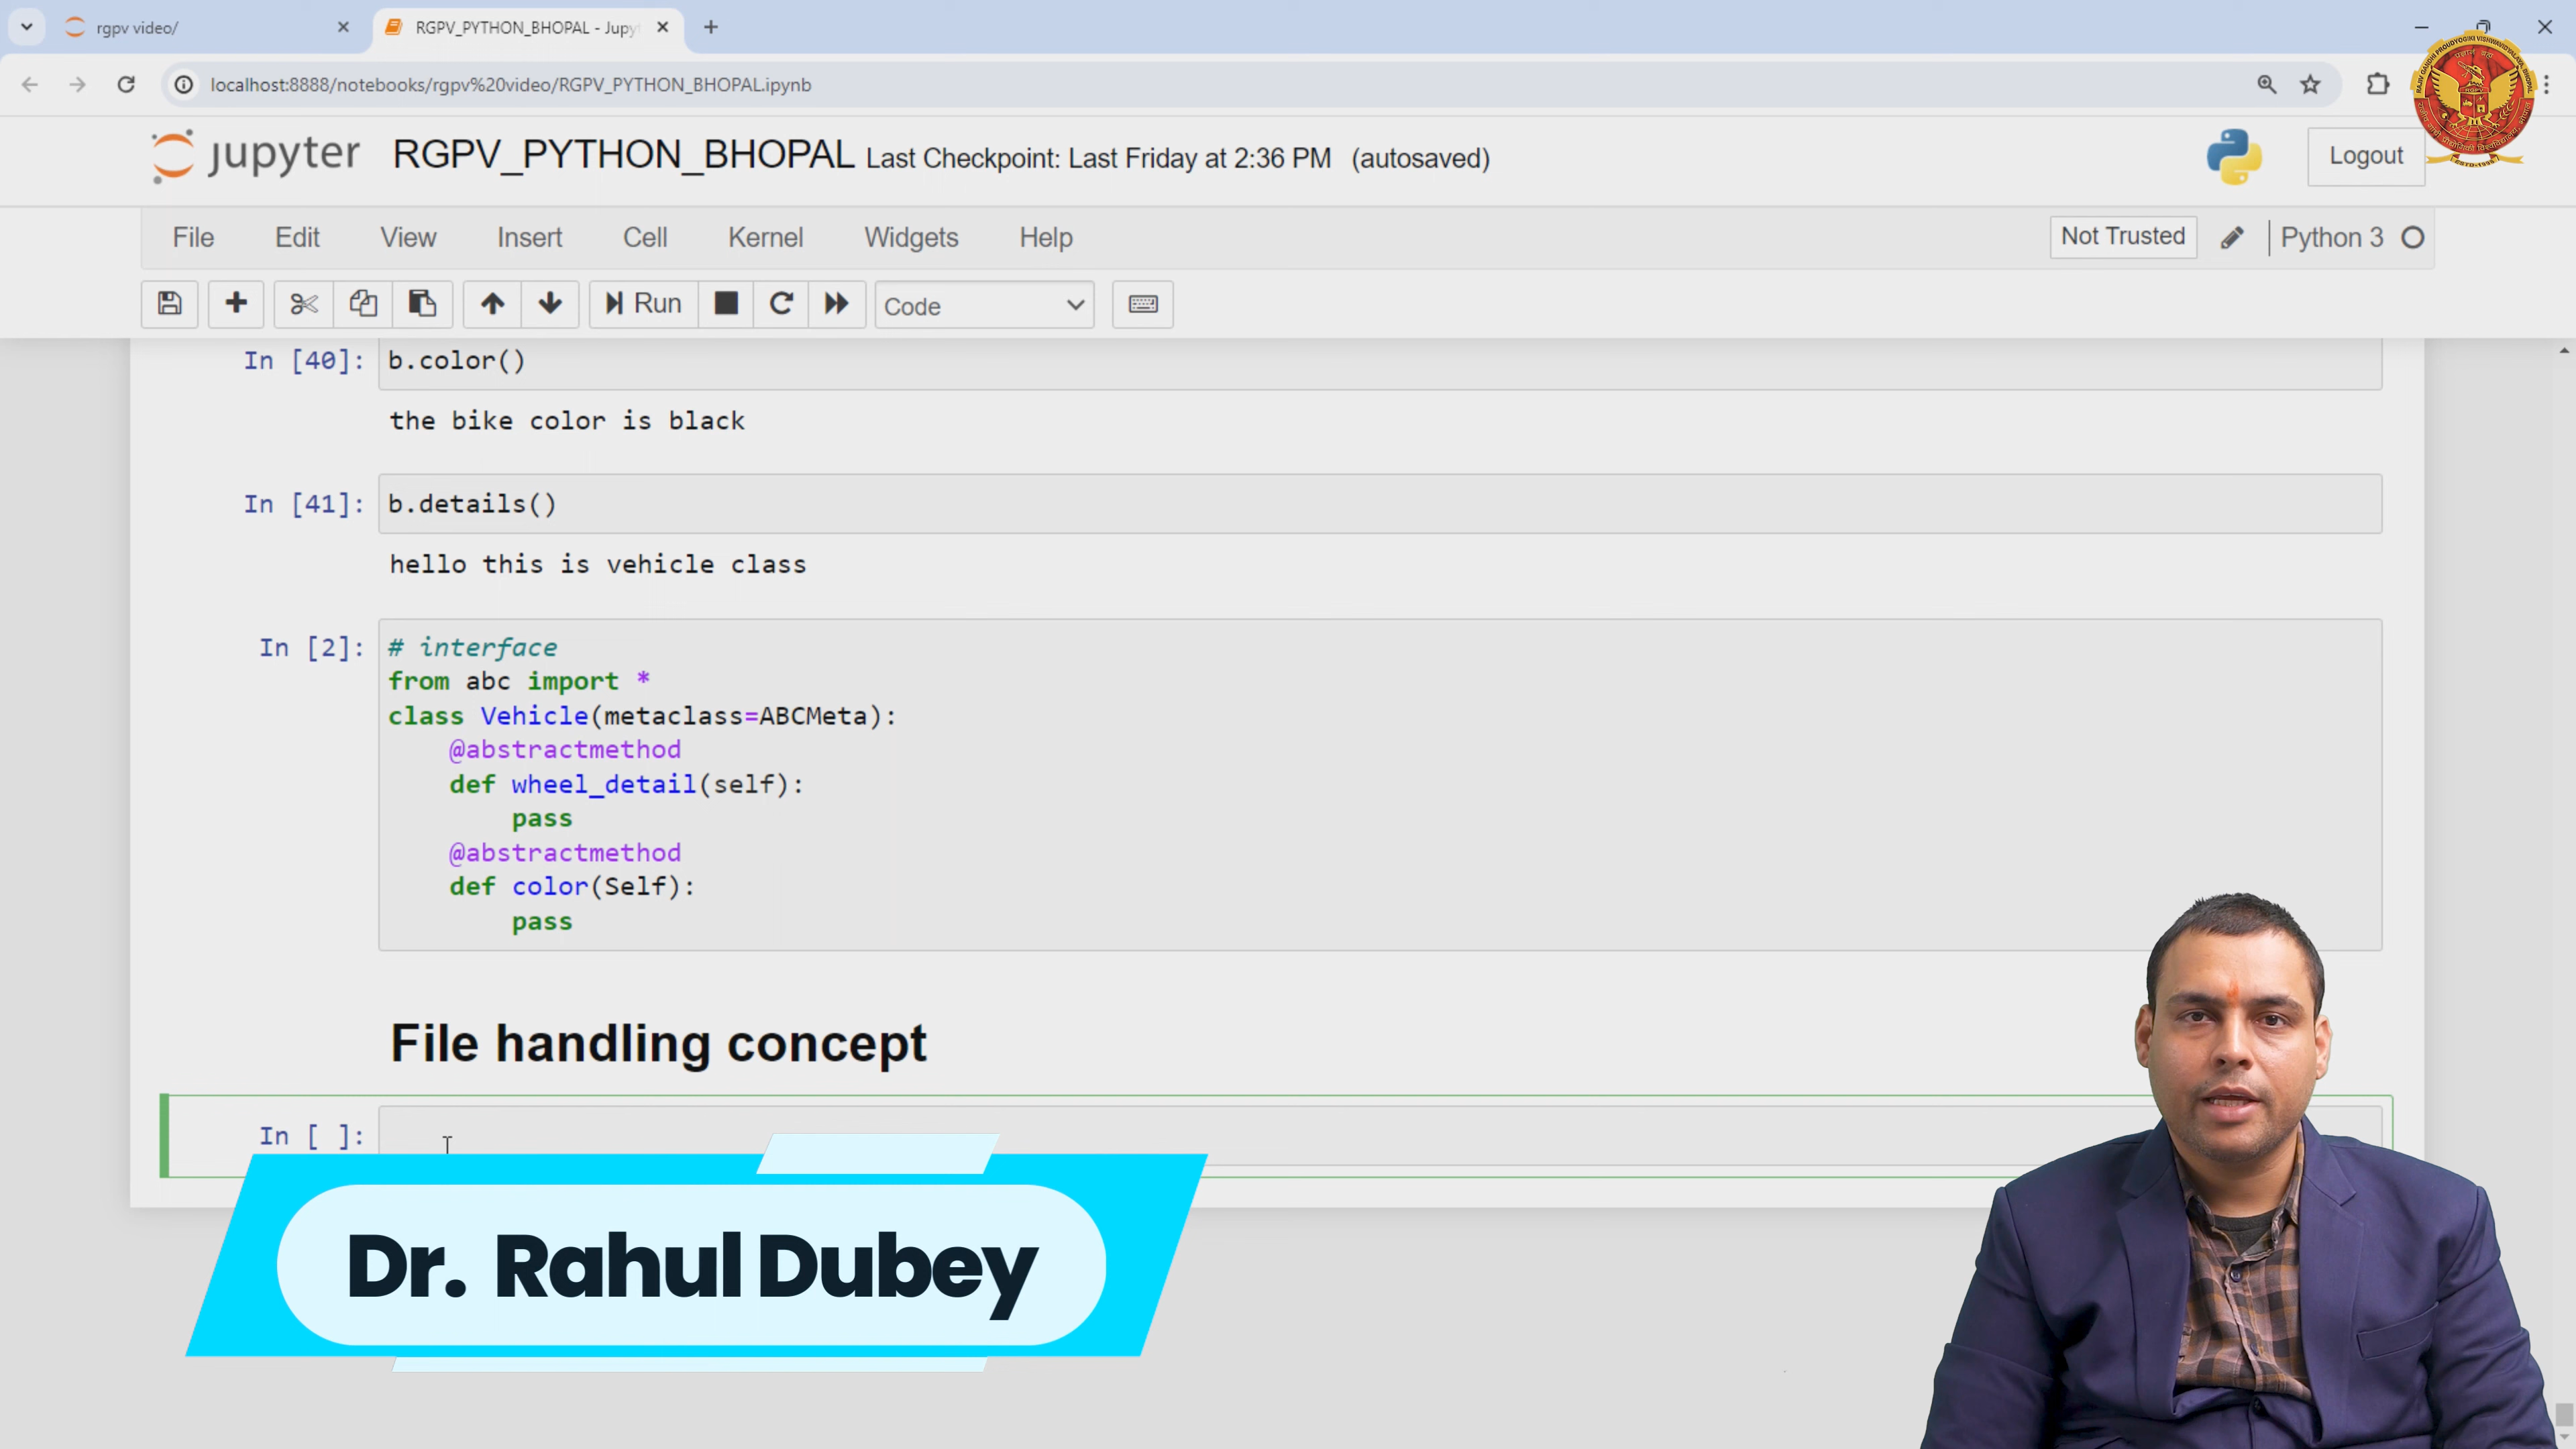 rgpv video/
RGPV_PYTHON_BHOPAL - Jupy
localhost:8888/notebooks/rgpv%20video/RGPV_PYTHON_BHOPAL.ipynb
jupyter RGPV_PYTHON_BHOPAL Last Checkpoint: Last Friday at 2:36 PM (autosaved)
Logout
File Edit View Insert Cell Kernel Widgets Help
Not Trusted
Python 3
Run
Code
In [40]: b.color()
the bike color is black
In [41]: b.details()
hello this is vehicle class
In [2]: # interface
from abc import *
class Vehicle(metaclass=ABCMeta):
@abstractmethod
def wheel_detail(self):
pass
@abstractmethod
def color(Self):
pass
File handling concept
In [ ]:
Dr. Rahul Dubey